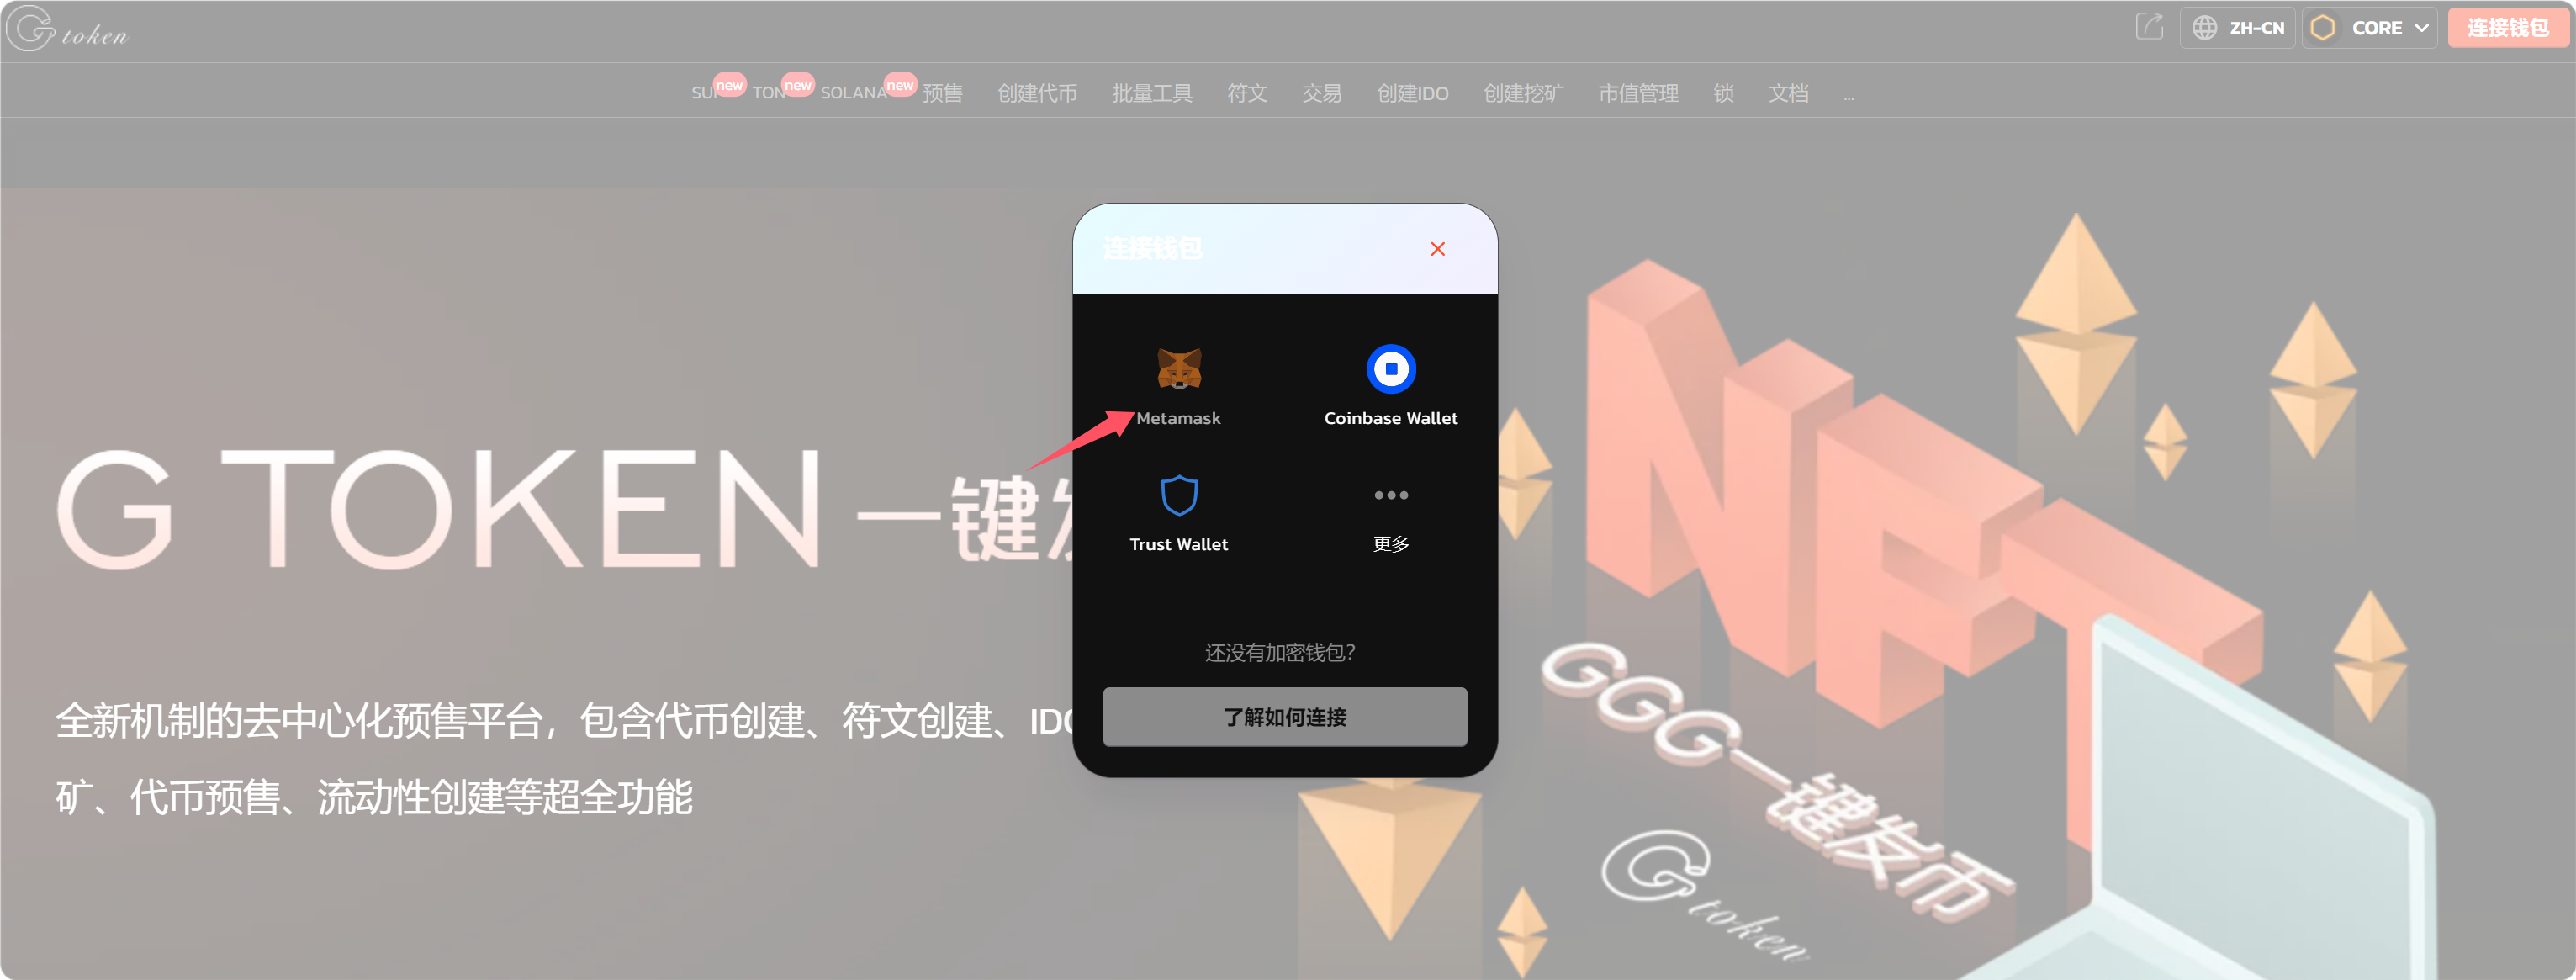 G token
ZH-CN
CORE
连接钱包
new
TON
new
SOLANA
new
预售
创建代币
批量工具
符文
交易
创建IDO
创建挖矿
市值管理
锁
文档
...
连接钱包
Metamask
Coinbase Wallet
Trust Wallet
更多
还没有加密钱包?
了解如何连接
G TOKEN 一键发
全新机制的去中心化预售平台，包含代币创建、符文创建、IDO
矿、代币预售、流动性创建等超全功能
NFT
GGG一键发币
G token